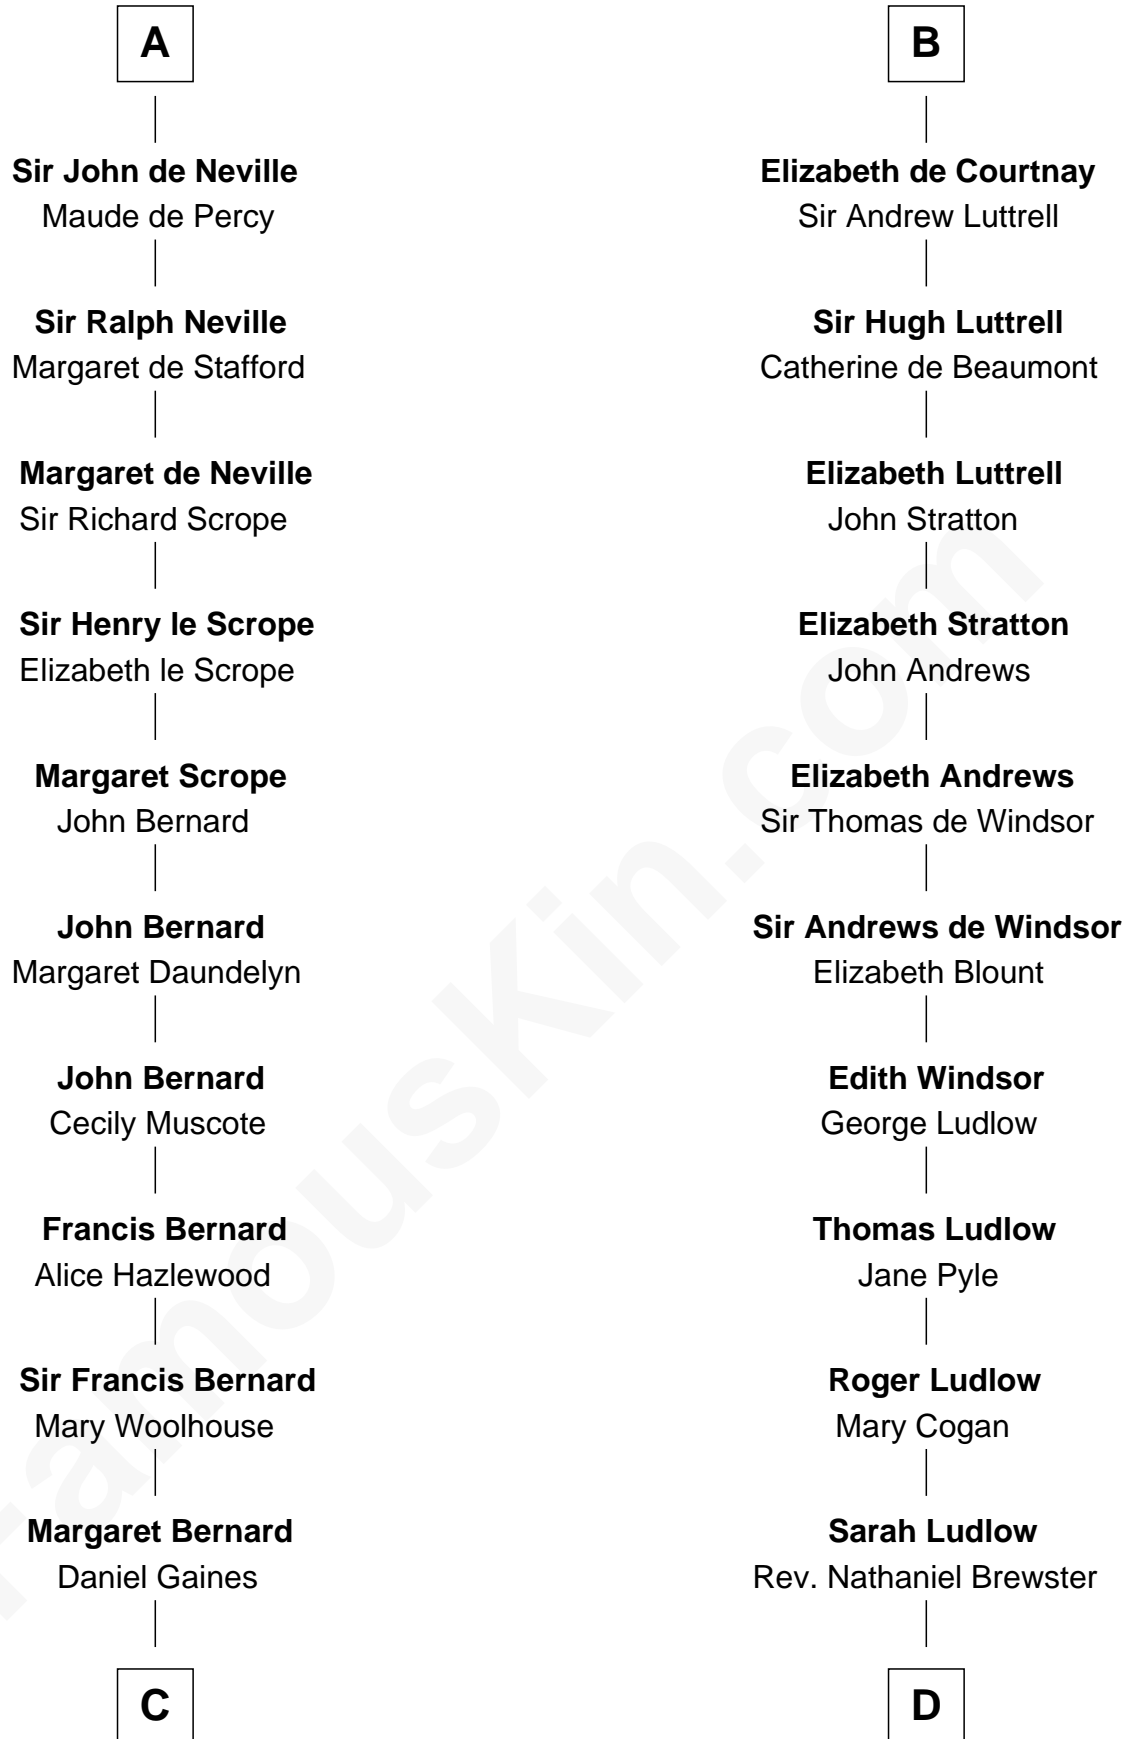 A
Sir John de Neville
Maude de Percy
Sir Ralph Neville
Margaret de Stafford
Margaret de Neville
Sir Richard Scrope
Sir Henry le Scrope
Elizabeth le Scrope
Margaret Scrope
John Bernard
John Bernard
Margaret Daundelyn
John Bernard
Cecily Muscote
Francis Bernard
Alice Hazlewood
Sir Francis Bernard
Mary Woolhouse
Margaret Bernard
Daniel Gaines
C
B
Elizabeth de Courtnay
Sir Andrew Luttrell
Sir Hugh Luttrell
Catherine de Beaumont
Elizabeth Luttrell
John Stratton
Elizabeth Stratton
John Andrews
Elizabeth Andrews
Sir Thomas de Windsor
Sir Andrews de Windsor
Elizabeth Blount
Edith Windsor
George Ludlow
Thomas Ludlow
Jane Pyle
Roger Ludlow
Mary Cogan
Sarah Ludlow
Rev. Nathaniel Brewster
D
FamousKin.com